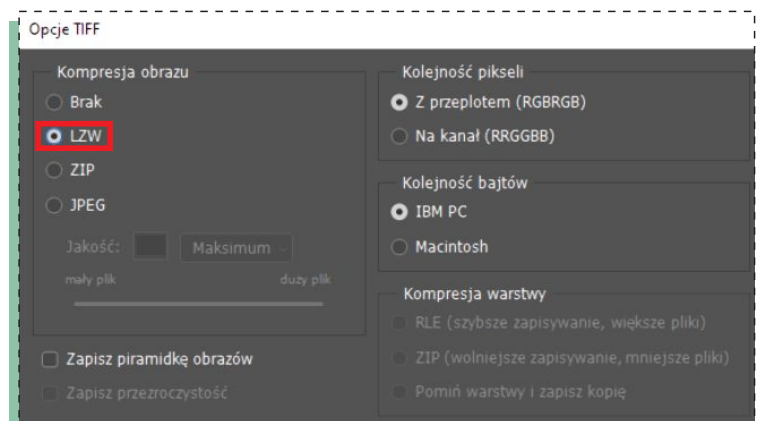 Opcje TIFF
Kompresja obrazu
Brak
LZW
ZIP
JPEG
Jakość: Maksimum
mały plik duży plik
Zapisz piramidkę obrazów
Zapisz przezroczystość
Kolejność pikseli
Z przeplotem (RGBRGB)
Na kanał (RRGGBB)
Kolejność bajtów
IBM PC
Macintosh
Kompresja warstwy
RLE (szybsze zapisywanie, większe pliki)
ZIP (wolniejsze zapisywanie, mniejsze pliki)
Pomiń warstwy i zapisz kopię